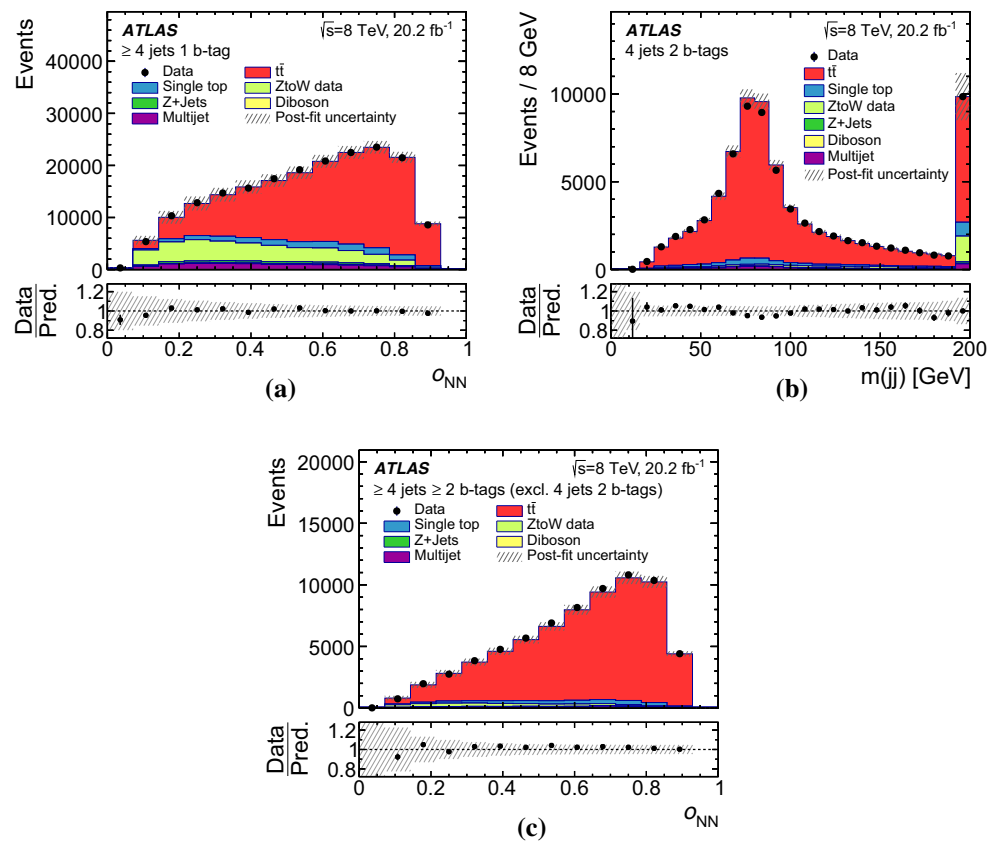 ATLAS √s=8 TeV, 20.2 fb⁻¹
≥ 4 jets 1 b-tag
Data tt̄
Single top ZtoW data
Z+Jets Diboson
Multijet Post-fit uncertainty
Events
40000
30000
20000
10000
0
Data
Pred.
1.2
1
0.8
0 0.2 0.4 0.6 0.8 1
oNN
(a)
ATLAS √s=8 TeV, 20.2 fb⁻¹
4 jets 2 b-tags
Data
tt̄
Single top
ZtoW data
Z+Jets
Diboson
Multijet
Post-fit uncertainty
Events / 8 GeV
10000
5000
0
Data
Pred.
1.2
1
0.8
0 50 100 150 200
m(jj) [GeV]
(b)
ATLAS √s=8 TeV, 20.2 fb⁻¹
≥ 4 jets ≥ 2 b-tags (excl. 4 jets 2 b-tags)
Data tt̄
Single top ZtoW data
Z+Jets Diboson
Multijet Post-fit uncertainty
Events
20000
15000
10000
5000
0
Data
Pred.
1.2
1
0.8
0 0.2 0.4 0.6 0.8 1
oNN
(c)